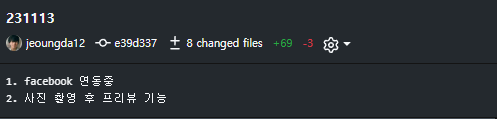 231113
jeoungda12 e39d337 8 changed files +69 -3
1. facebook 연동중
2. 사진 촬영 후 프리뷰 기능